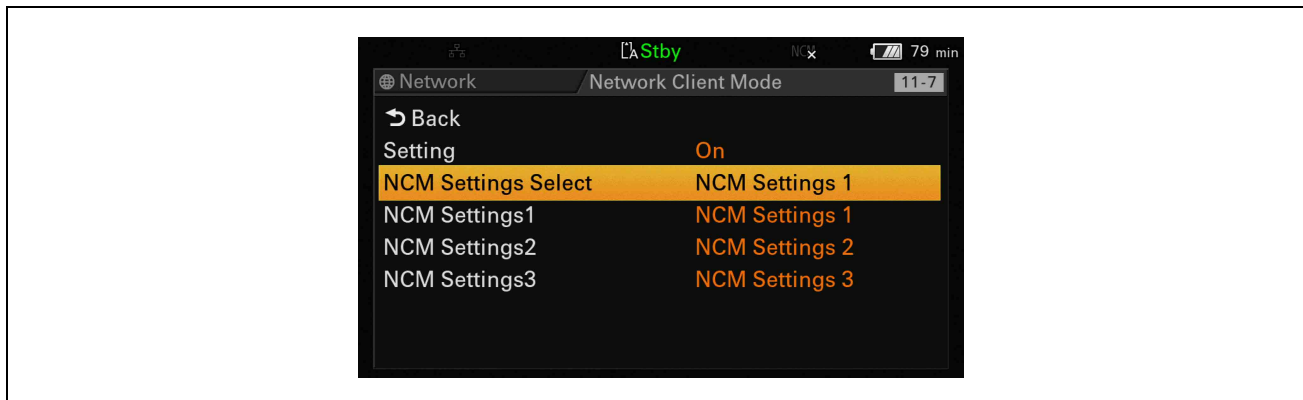 Stby NCM 79 min
Network Network Client Mode 11-7
Back
Setting On
NCM Settings Select NCM Settings 1
NCM Settings1 NCM Settings 1
NCM Settings2 NCM Settings 2
NCM Settings3 NCM Settings 3